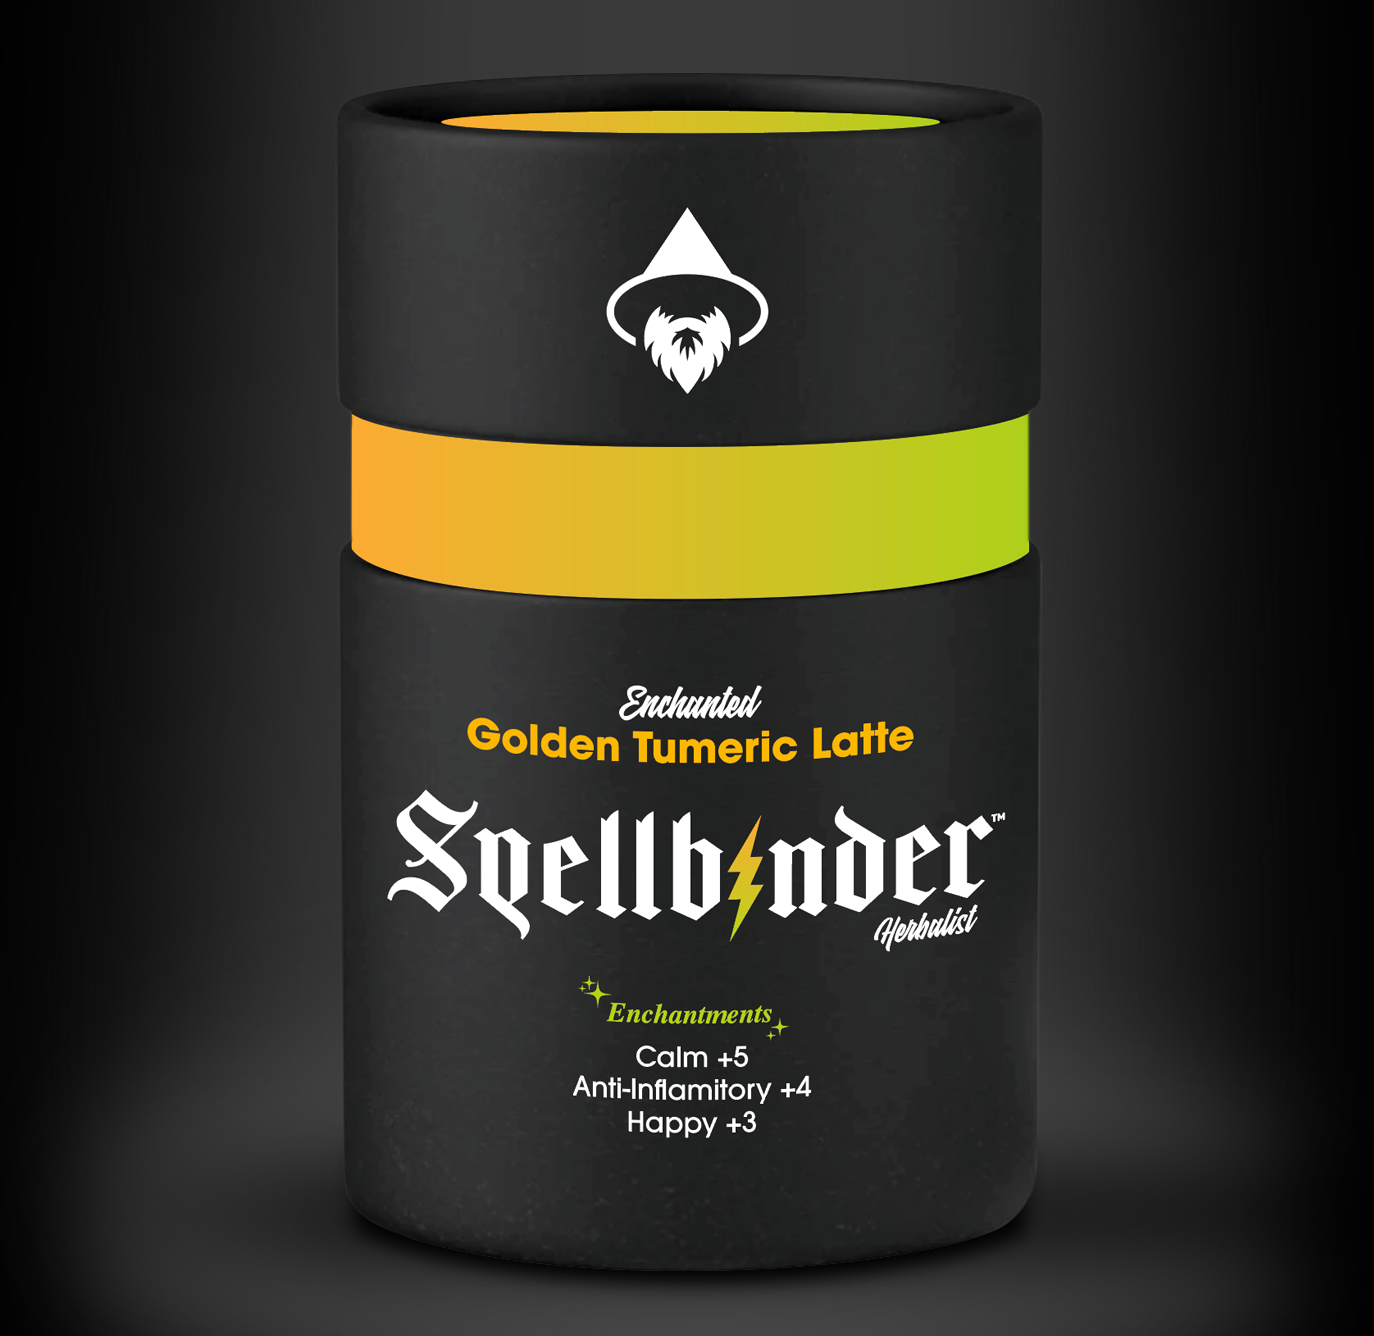 Enchanted
Golden Tumeric Latte
Spellbinder™
Herbalist
Enchantments
Calm +5
Anti-Inflamitory +4
Happy +3